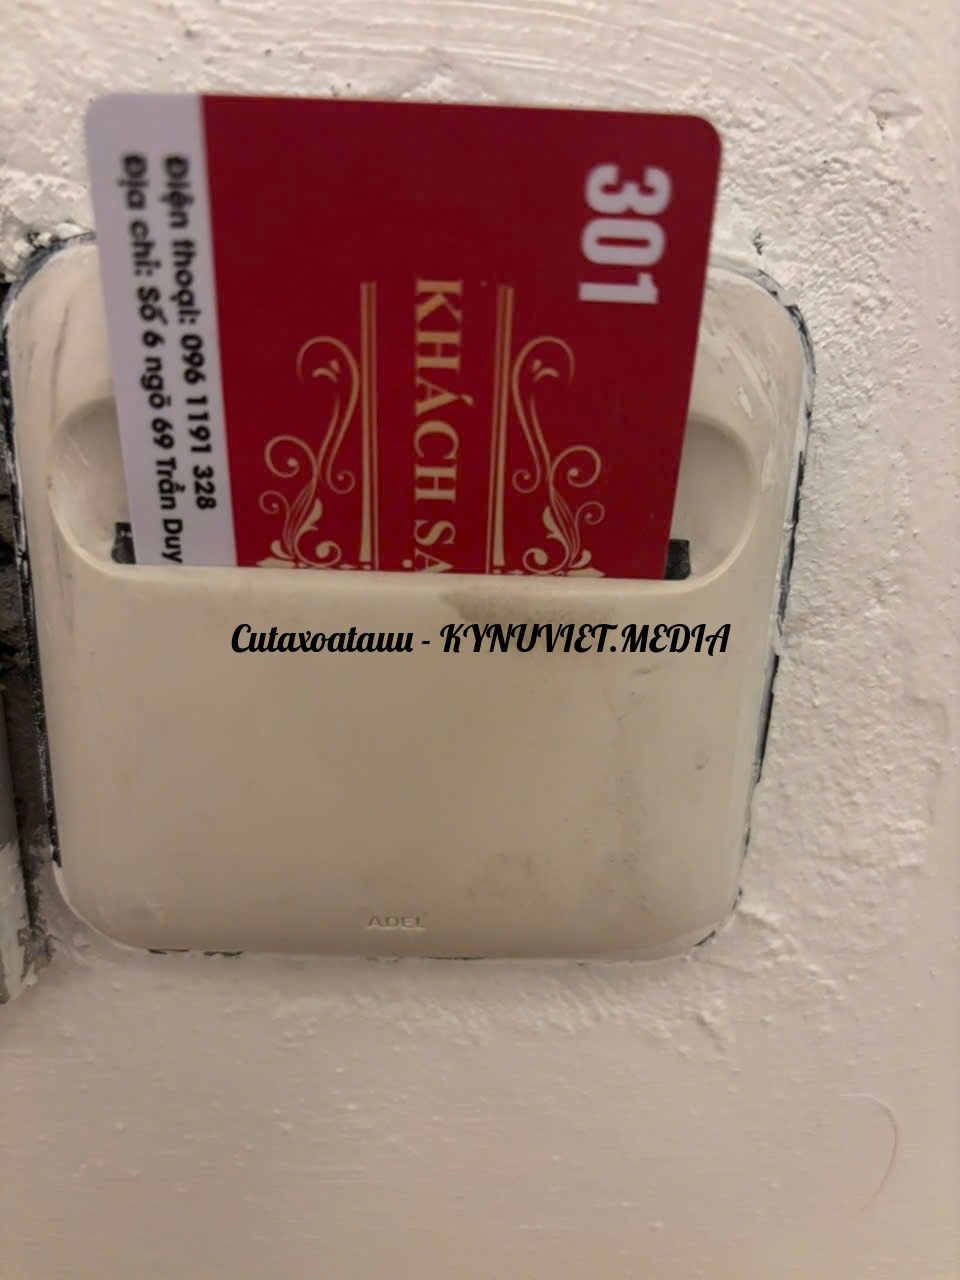 301
KHÁCH SẠ
Điện thoại: 096 1191 328
Địa chỉ: Số 6 ngõ 69 Trần Duy
Cutaxoatauu - KYNUVIET.MEDIA
ADEL